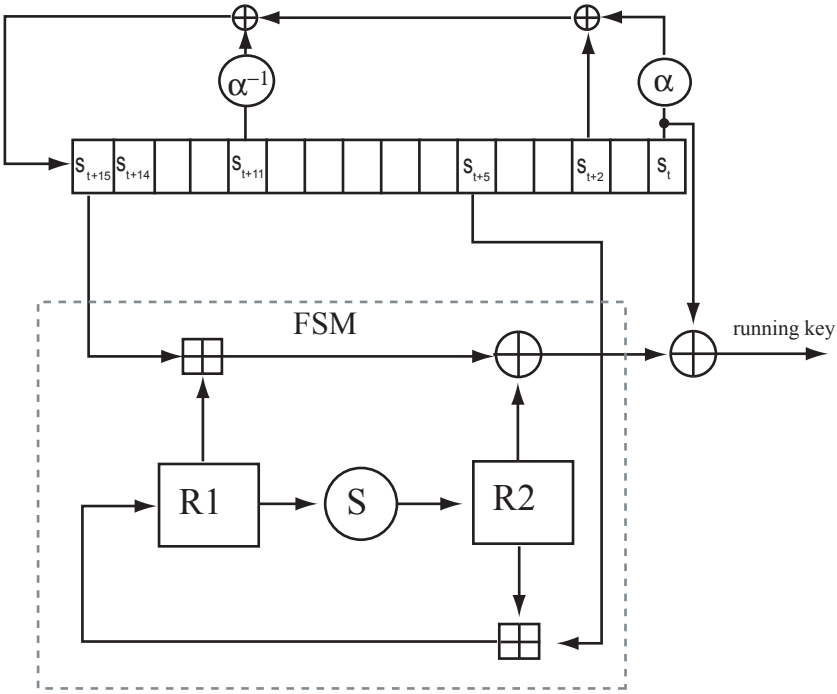 α⁻¹
α
s_{t+15} s_{t+14} s_{t+11} s_{t+5} s_{t+2} s_t
FSM
running key
R1 S R2